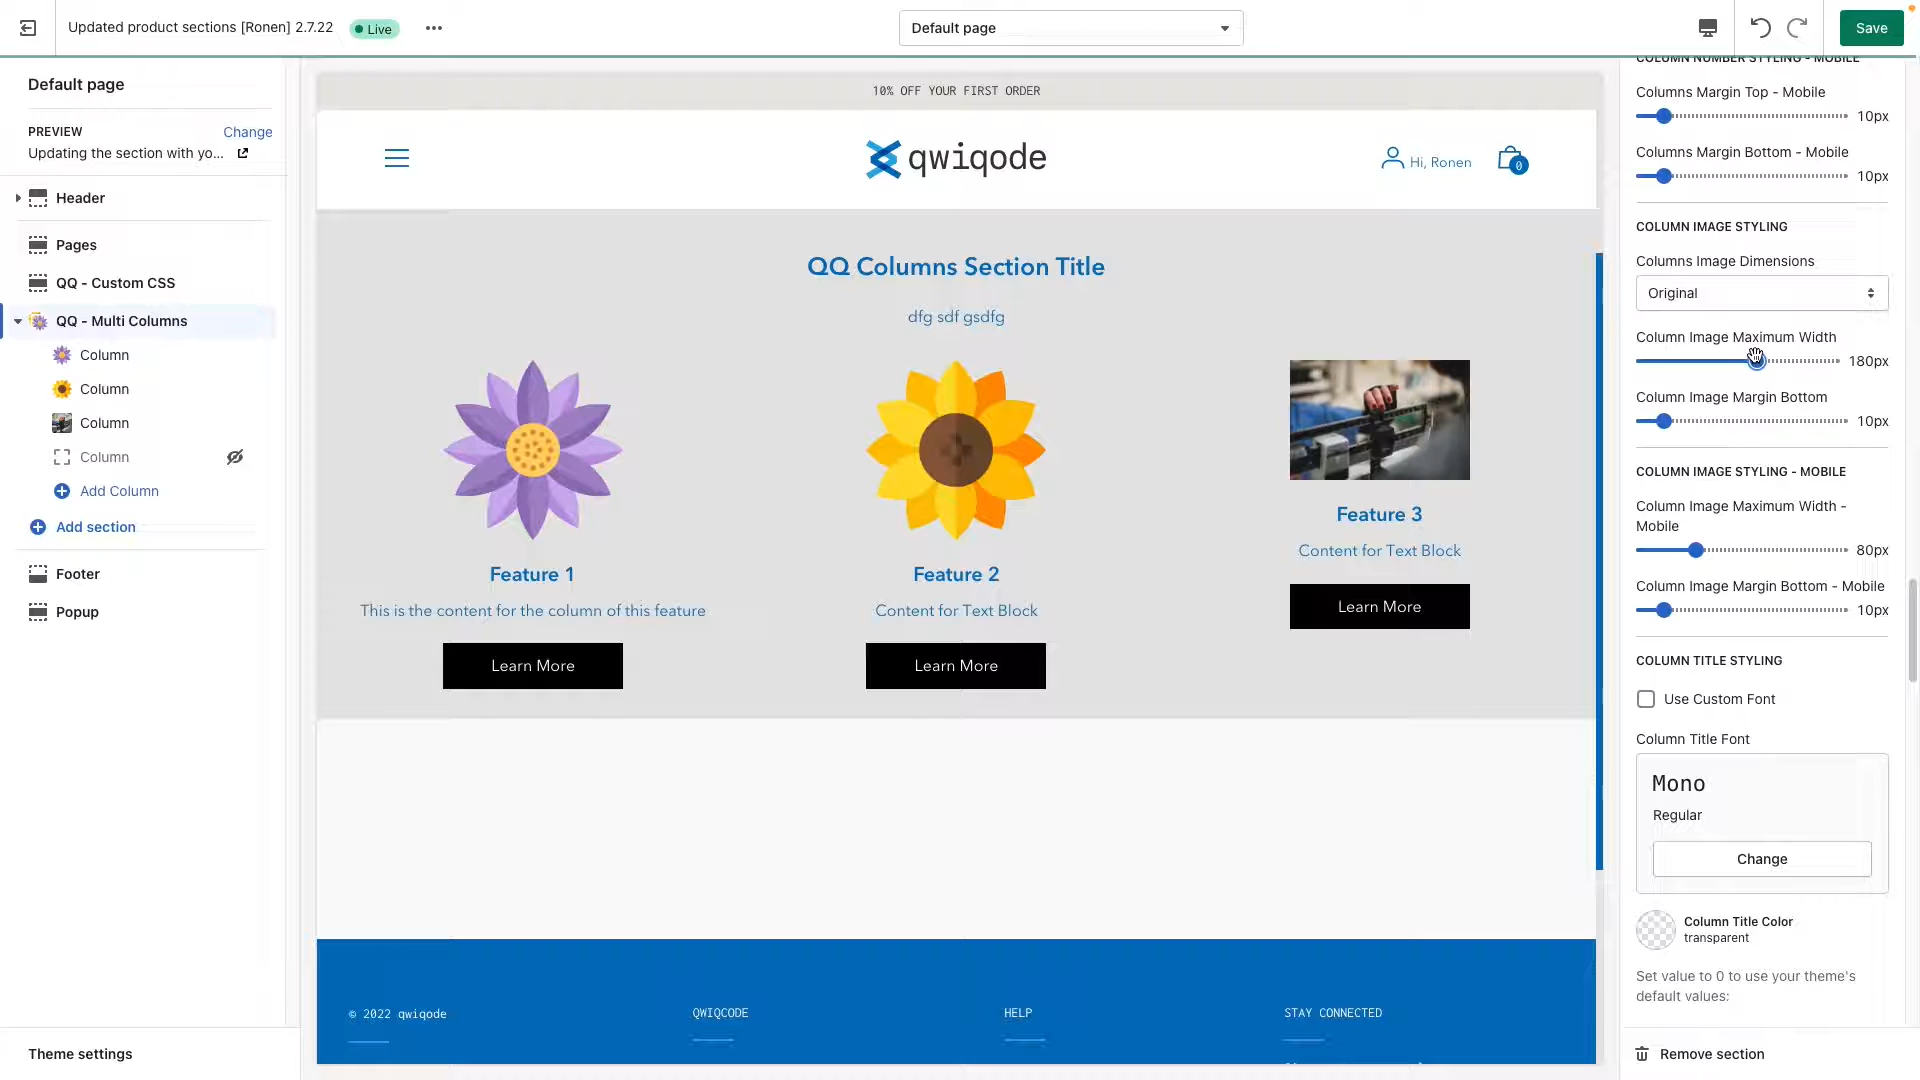 Updated product sections [Ronen] 2.7.22
Live
Default page
Save
Default page
PREVIEW
Change
Updating the section with yo...
Header
Pages
QQ - Custom CSS
QQ - Multi Columns
Column
Column
Column
Column
Add Column
Add section
Footer
Popup
Theme settings
10% OFF YOUR FIRST ORDER
qwiqode
Hi, Ronen
0
QQ Columns Section Title
dfg sdf gsdfg
Feature 1
This is the content for the column of this feature
Learn More
Feature 2
Content for Text Block
Learn More
Feature 3
Content for Text Block
Learn More
© 2022 qwiqode
QWIQCODE
HELP
STAY CONNECTED
COLUMN NUMBER STYLING - MOBILE
Columns Margin Top - Mobile
10px
Columns Margin Bottom - Mobile
10px
COLUMN IMAGE STYLING
Columns Image Dimensions
Original
Column Image Maximum Width
180px
Column Image Margin Bottom
10px
COLUMN IMAGE STYLING - MOBILE
Column Image Maximum Width -
Mobile
80px
Column Image Margin Bottom - Mobile
10px
COLUMN TITLE STYLING
Use Custom Font
Column Title Font
Mono
Regular
Change
Column Title Color
transparent
Set value to 0 to use your theme's
default values:
Remove section